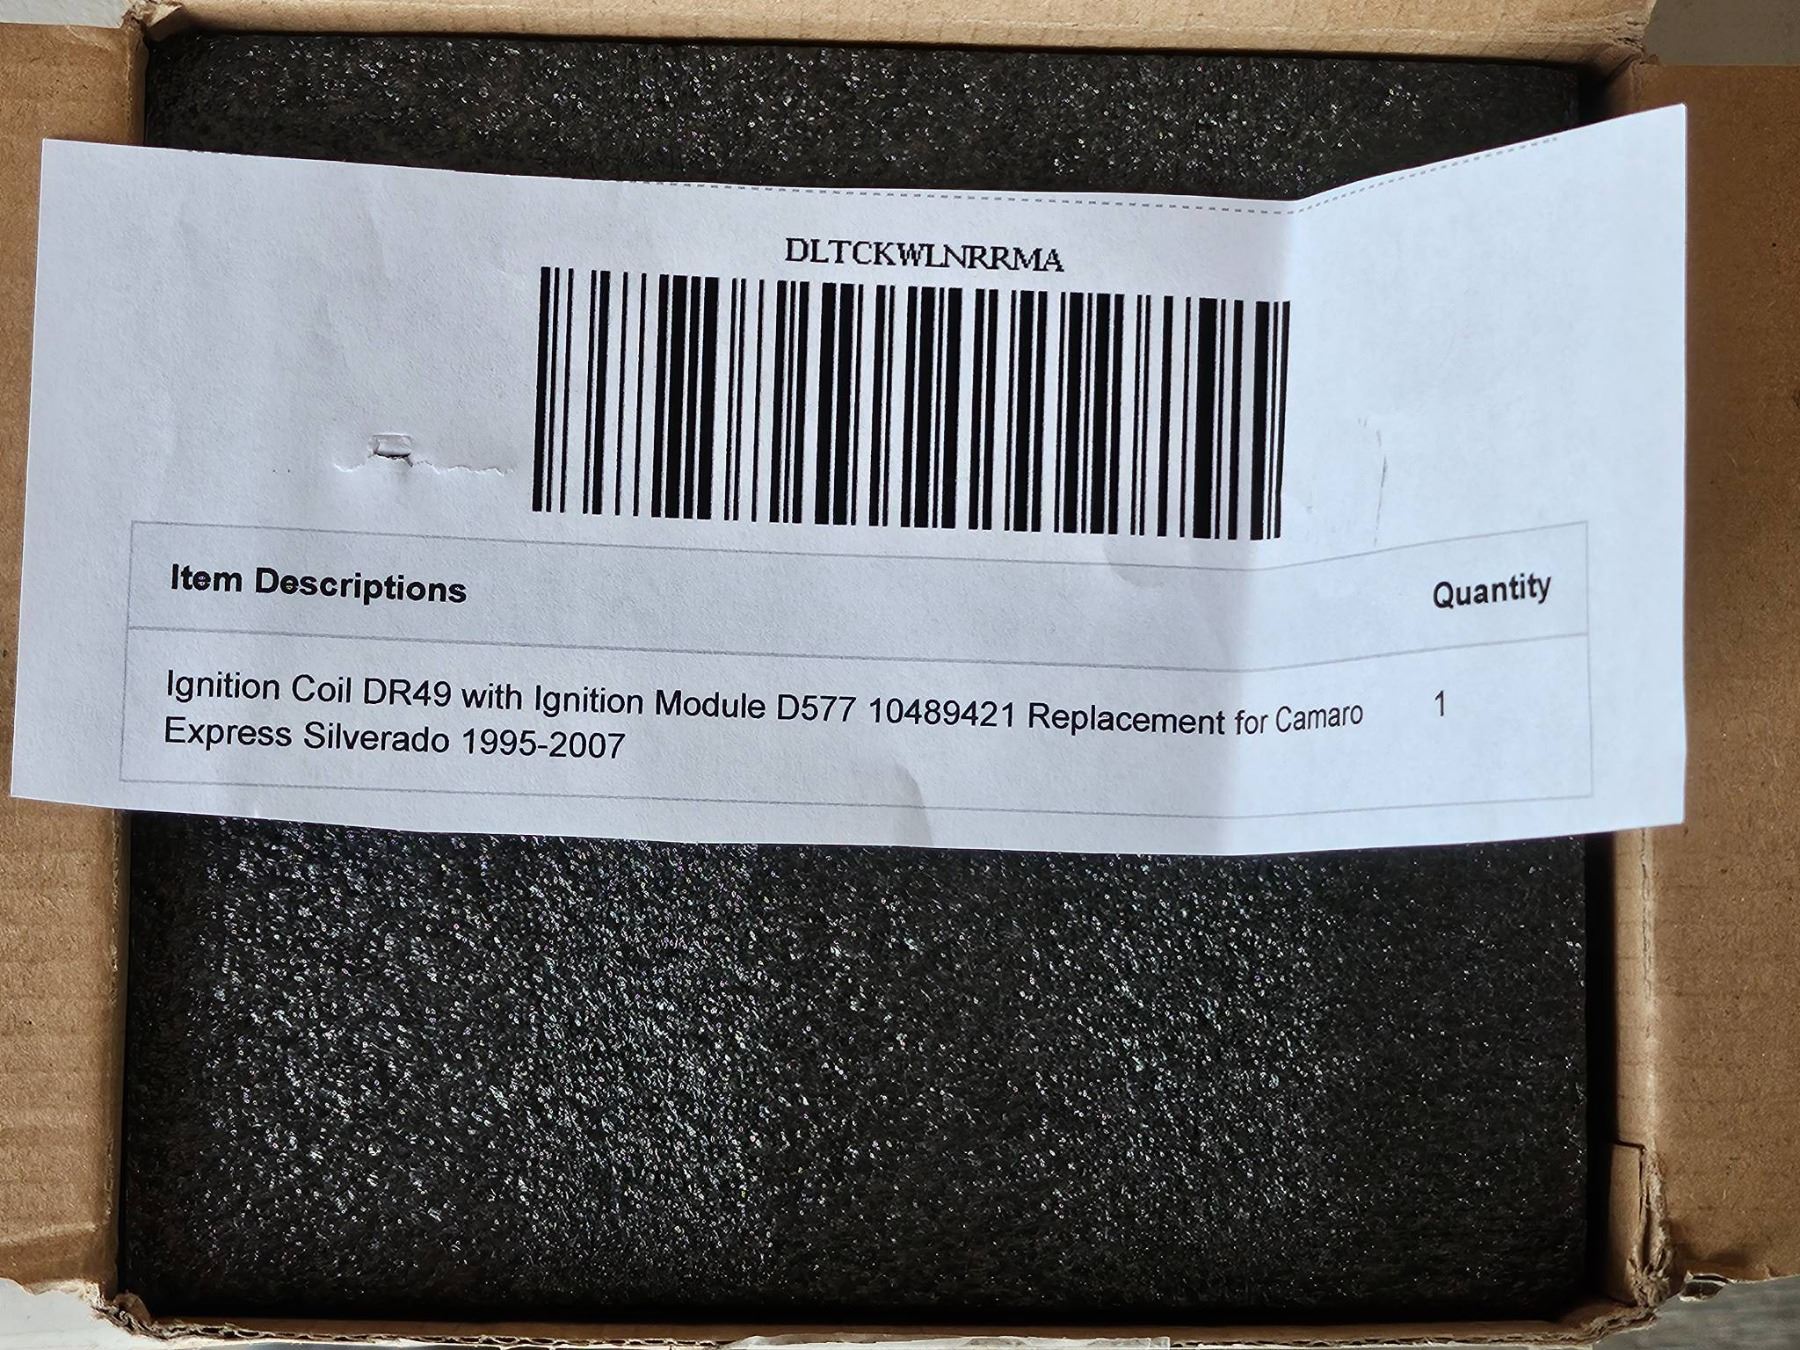 DLTCKWLNRRMA
Item Descriptions Quantity
Ignition Coil DR49 with Ignition Module D577 10489421 Replacement for Camaro 1
Express Silverado 1995-2007